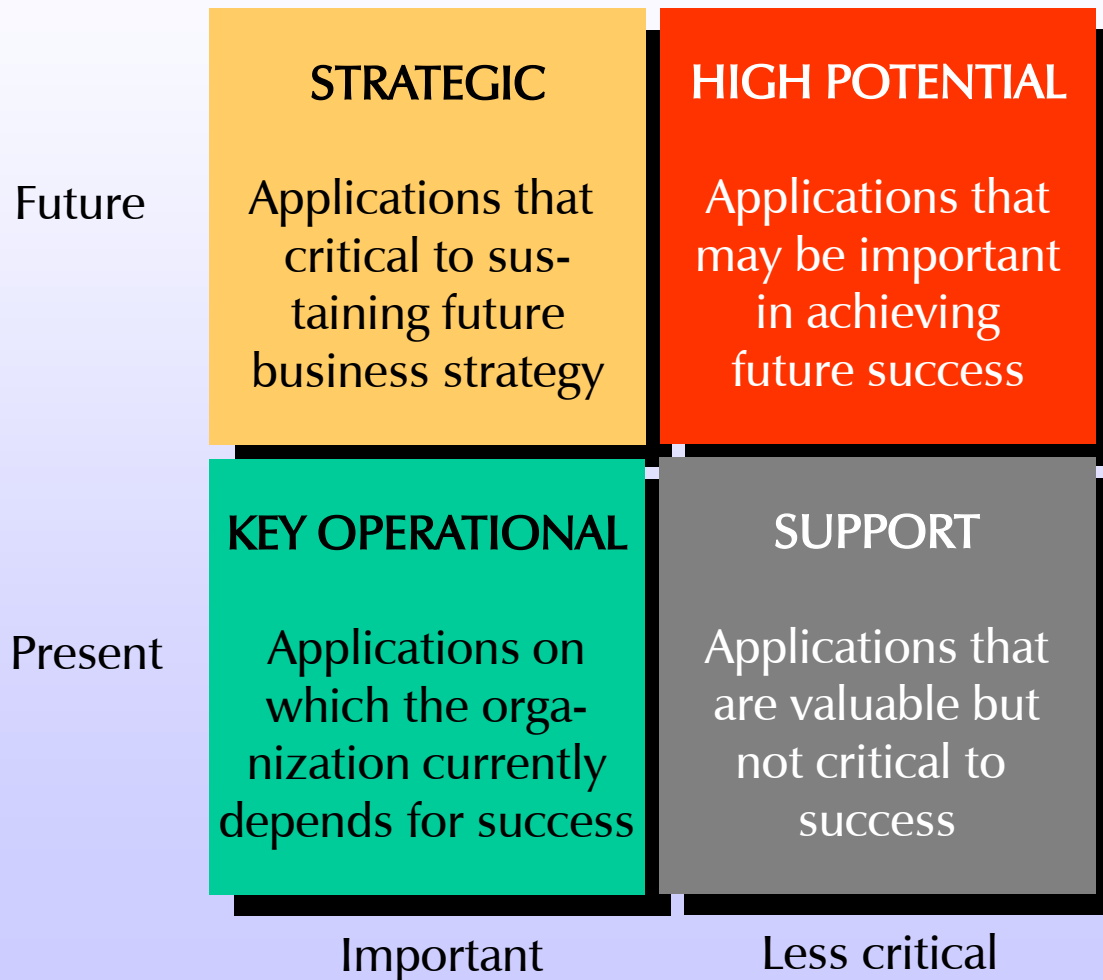 STRATEGIC
Applications that
critical to sus-
taining future
business strategy
HIGH POTENTIAL
Applications that
may be important
in achieving
future success
Future
KEY OPERATIONAL
Applications on
which the orga-
nization currently
depends for success
SUPPORT
Applications that
are valuable but
not critical to
success
Present
Important
Less critical